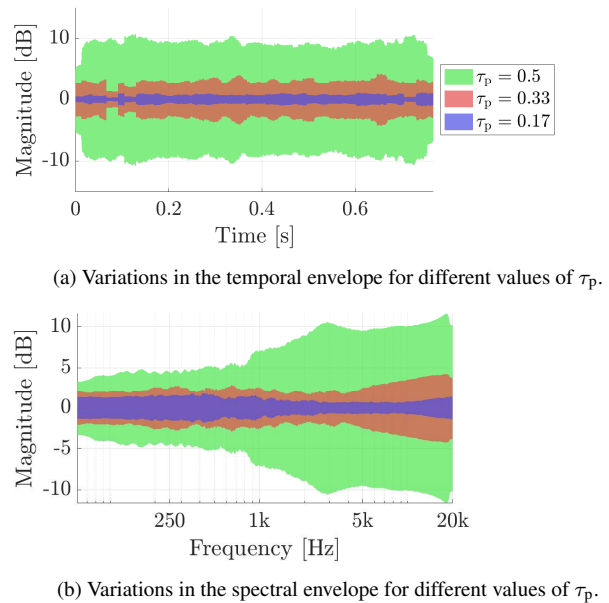 Magnitude [dB]
10
0
-10
0
0.2
0.4
0.6
Time [s]
τp = 0.5
τp = 0.33
τp = 0.17
(a) Variations in the temporal envelope for different values of τp.
Magnitude [dB]
10
5
0
-5
-10
250
1k
5k
20k
Frequency [Hz]
(b) Variations in the spectral envelope for different values of τp.